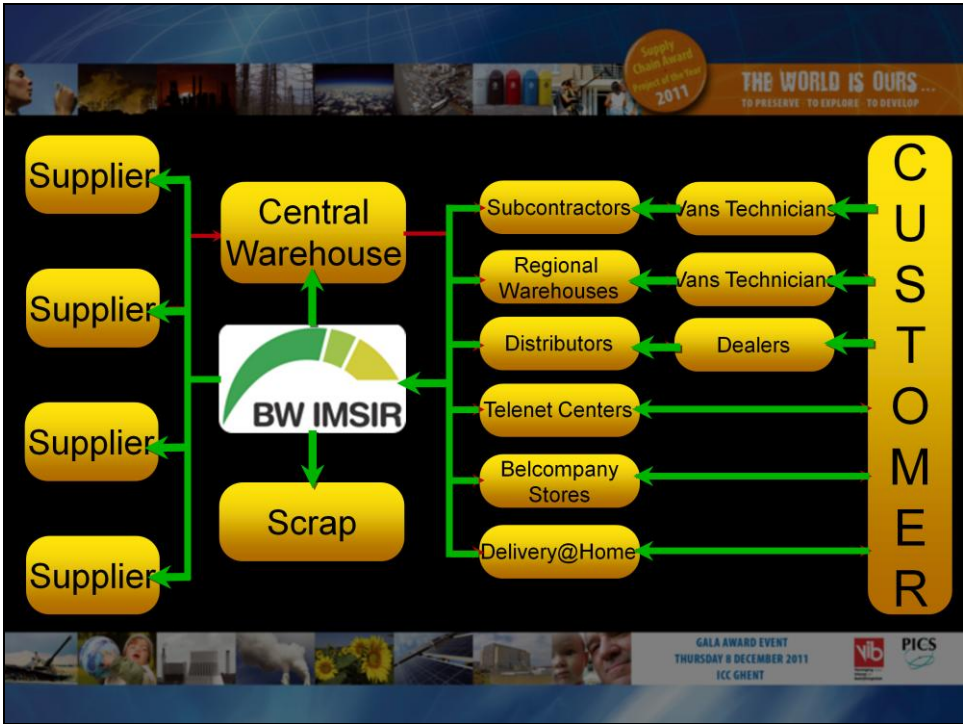 Supply
Chain Award
Project of the Year
2011
THE WORLD IS OURS ...
TO PRESERVE · TO EXPLORE · TO DEVELOP
Supplier
Supplier
Supplier
Supplier
Central
Warehouse
BW IMSIR
Scrap
Subcontractors
Vans Technicians
Regional
Warehouses
Vans Technicians
Distributors
Dealers
Telenet Centers
Belcompany
Stores
Delivery@Home
C
U
S
T
O
M
E
R
GALA AWARD EVENT
THURSDAY 8 DECEMBER 2011
ICC GHENT
vib
PICS